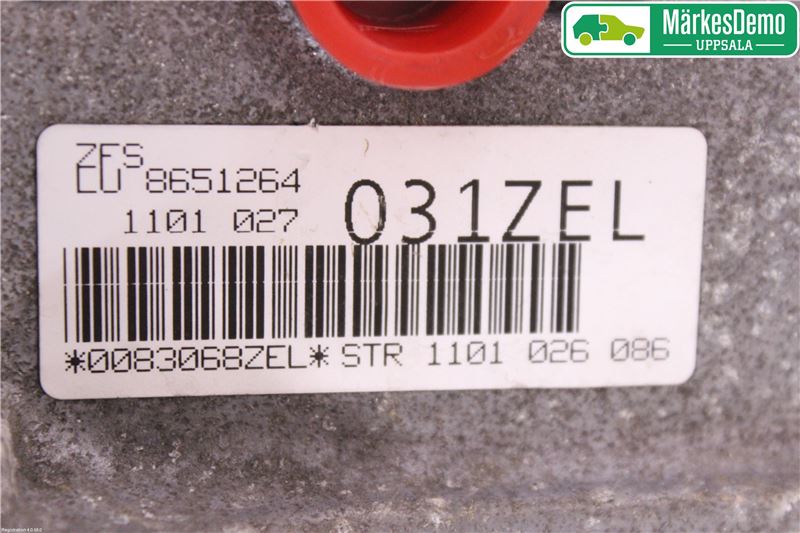 MärkesDemo
UPPSALA
ZFS
EU 8651264
1101 027
031ZEL
*0083068ZEL* STR 1101 026 086